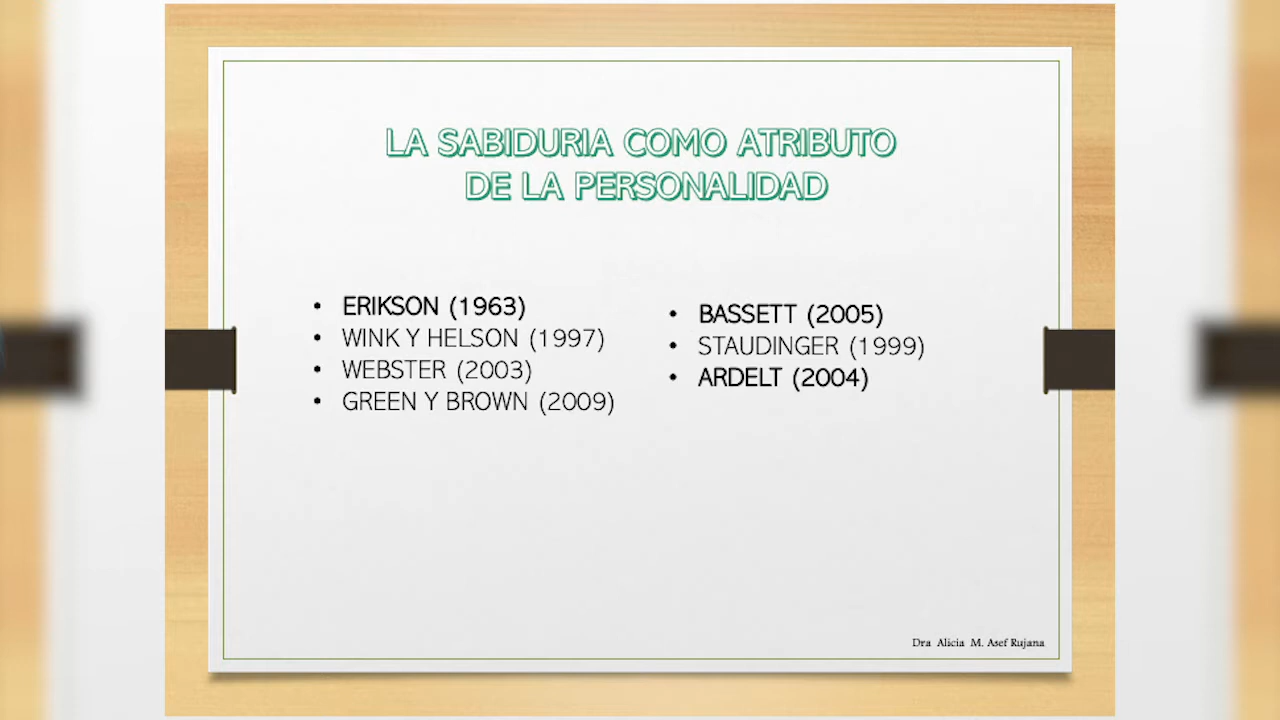 LA SABIDURIA COMO ATRIBUTO
DE LA PERSONALIDAD
• ERIKSON (1963)
• WINK Y HELSON (1997)
• WEBSTER (2003)
• GREEN Y BROWN (2009)
• BASSETT (2005)
• STAUDINGER (1999)
• ARDELT (2004)
Dra Alicia M. Asef Rujana